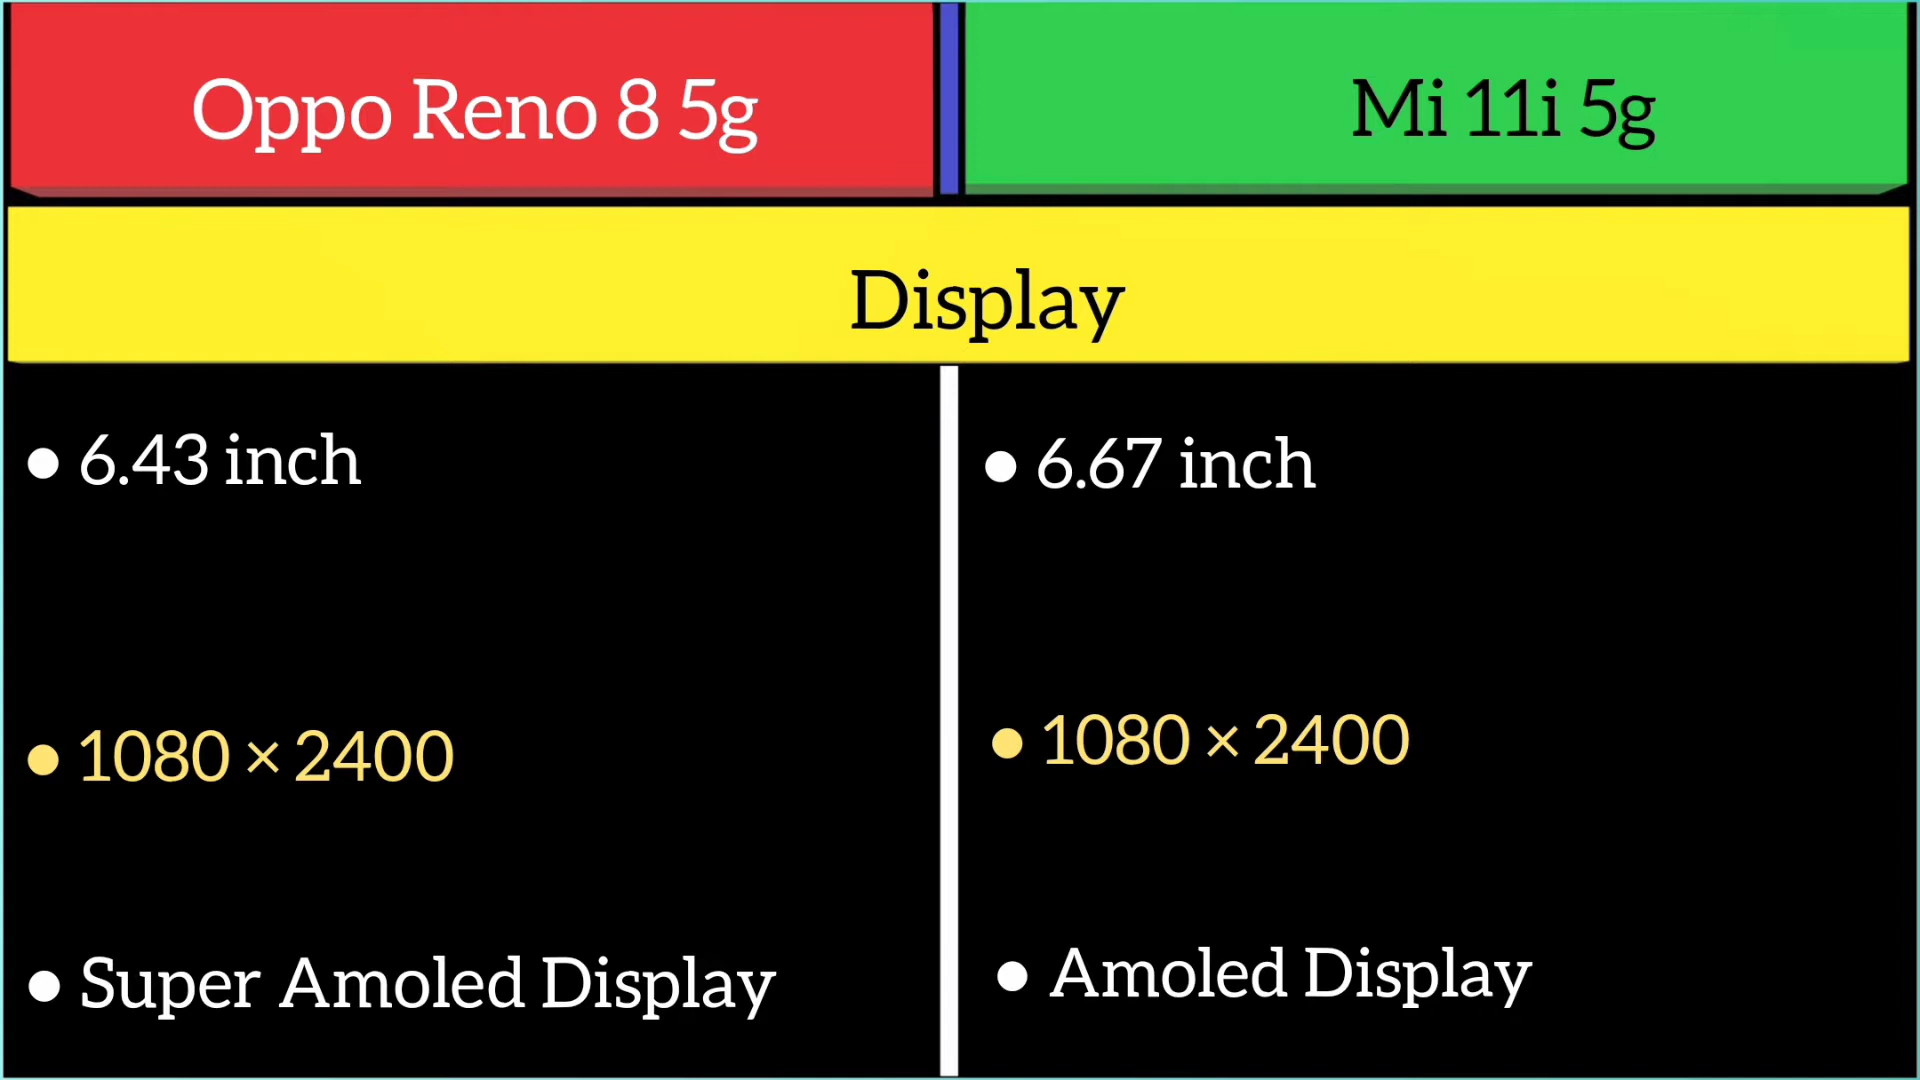 Oppo Reno 8 5g
Mi 11i 5g
Display
• 6.43 inch
• 6.67 inch
• 1080 × 2400
• 1080 × 2400
• Super Amoled Display
• Amoled Display